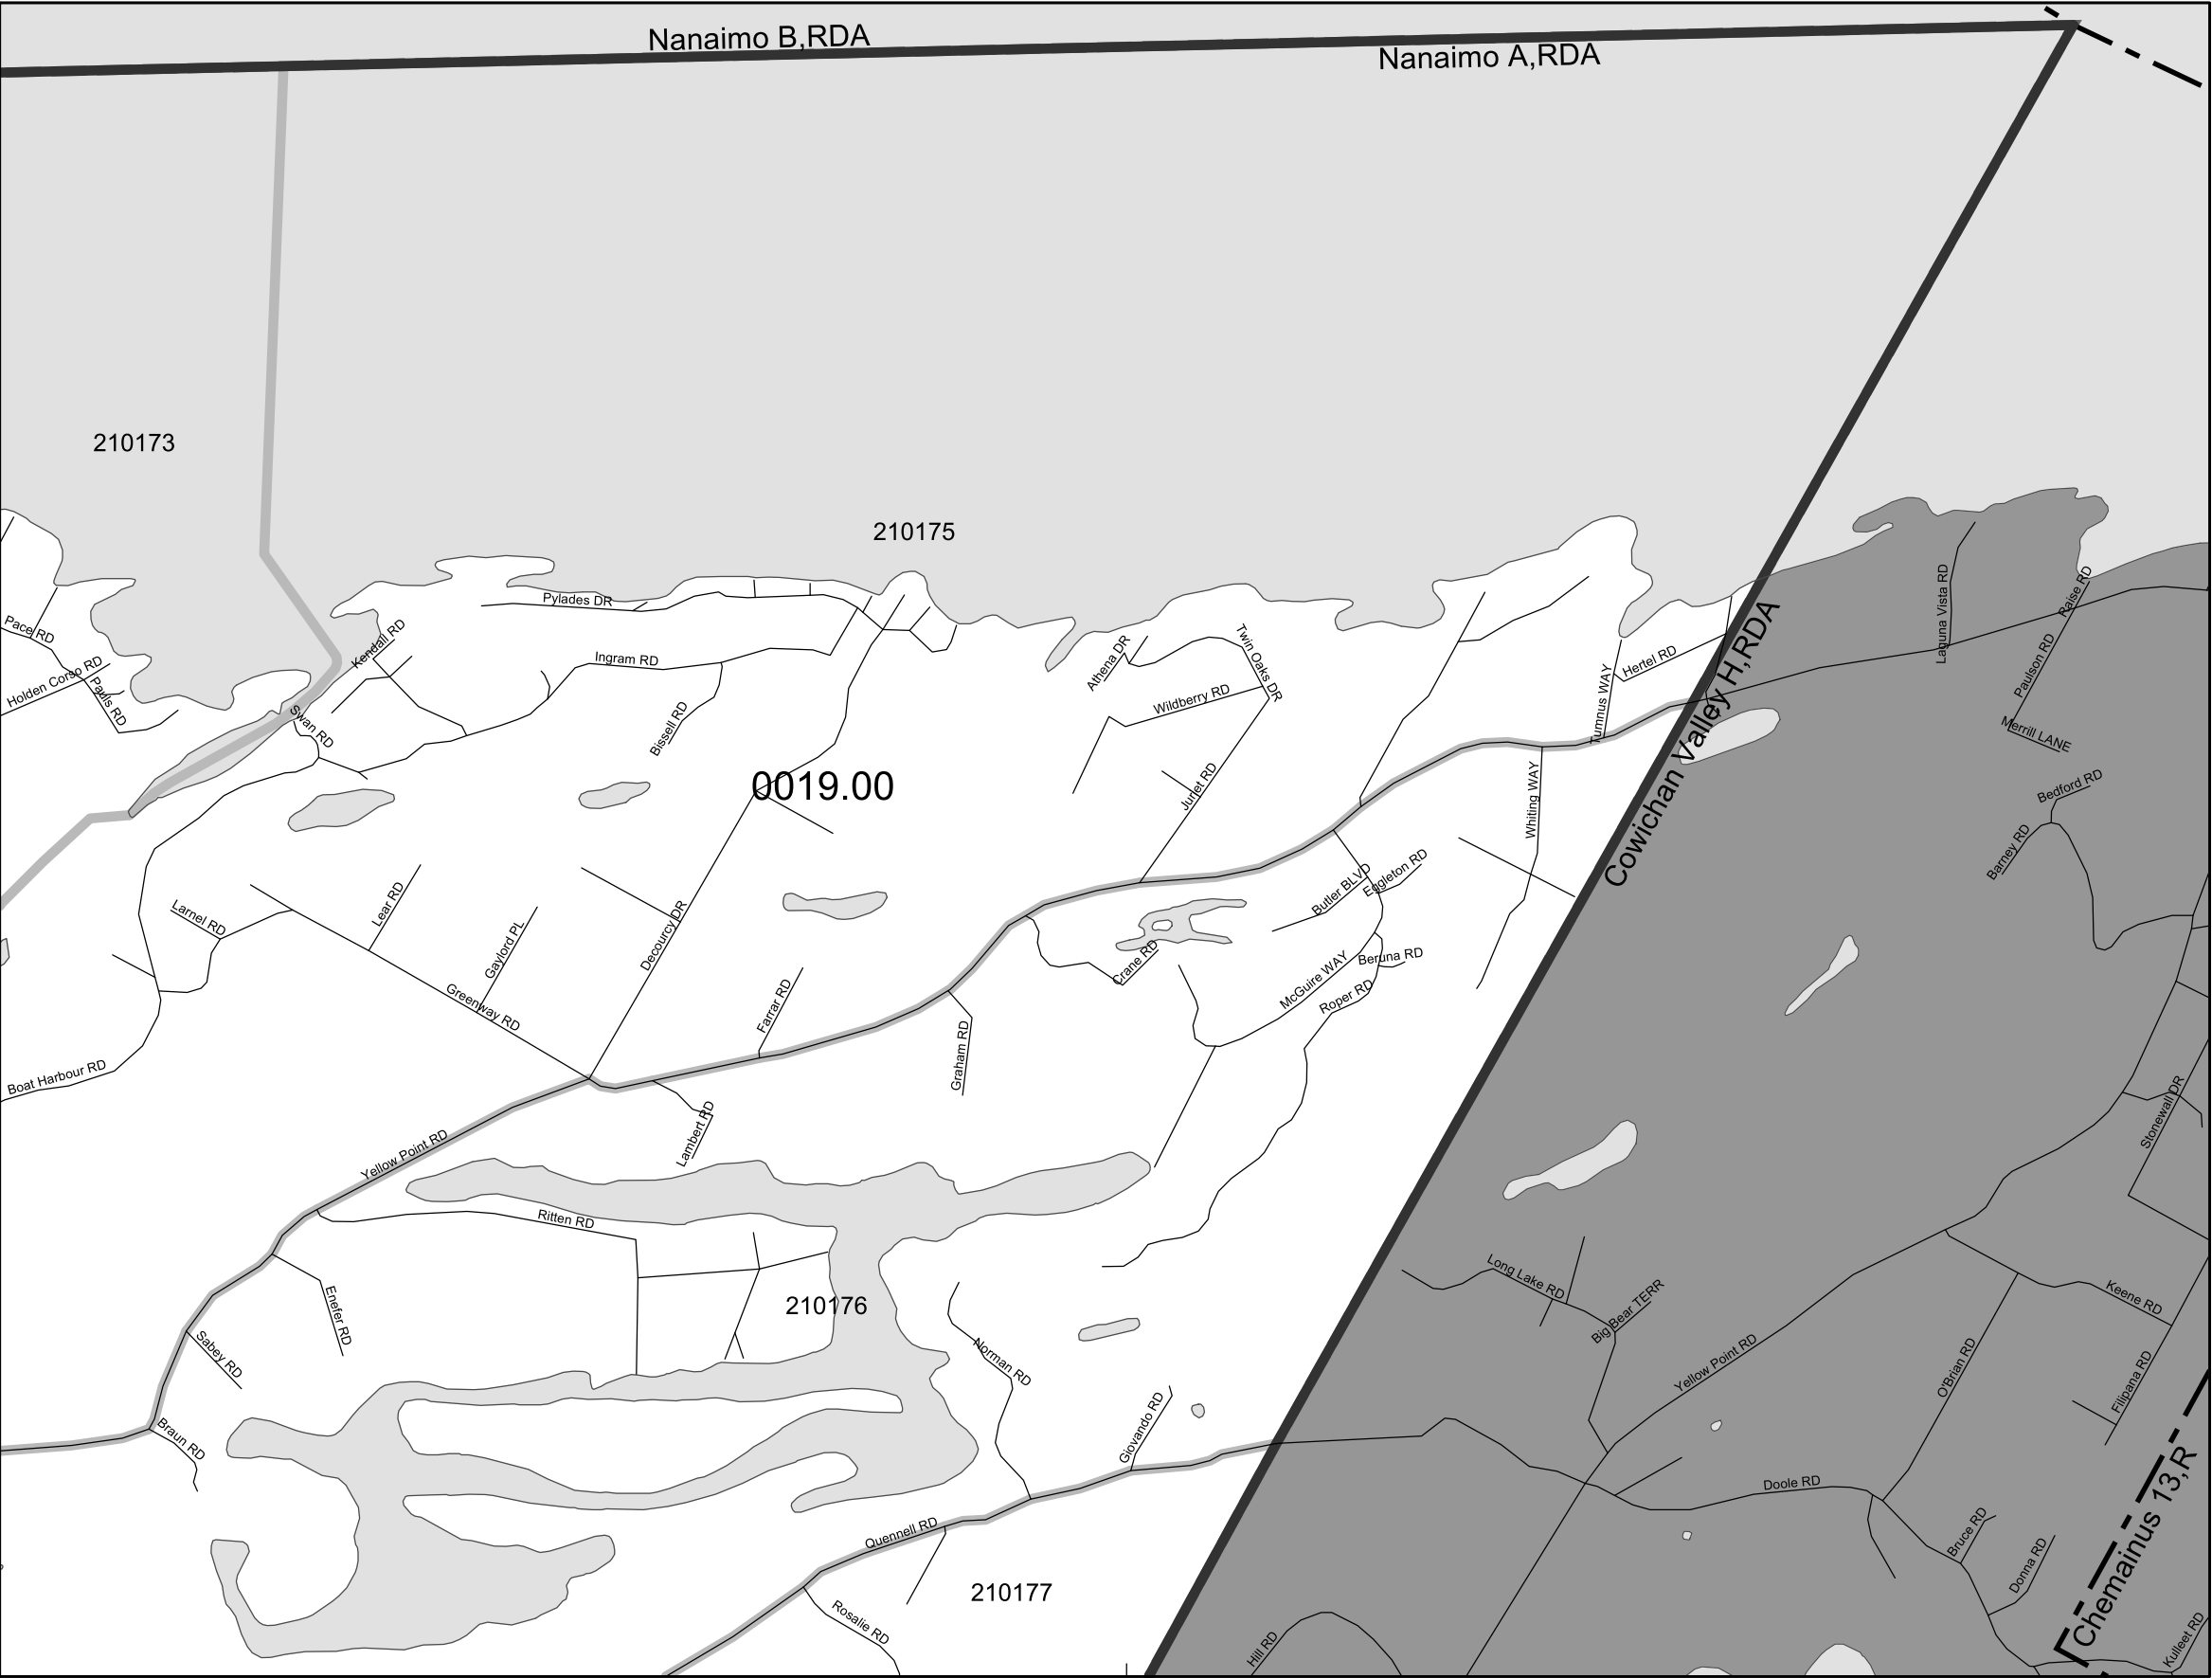 Nanaimo B,RDA
Nanaimo A,RDA
210173
210175
Pace RD
Holden Corso RD
Pauls RD
Kendall RD
Swan RD
Pylades DR
Ingram RD
Bissell RD
Athena DR
Twin Oaks DR
Wildberry RD
Juriet RD
Tumnus WAY
Hertel RD
Cowichan Valley H,RDA
Laguna Vista RD
Raise RD
Paulson RD
Merrill LANE
0019.00
Whiting WAY
Bedford RD
Barney RD
Larnel RD
Lear RD
Gaylord PL
Decourcy DR
Greenway RD
Farrar RD
Graham RD
Crane RD
Butler BLVD
Eggleton RD
McGuire WAY
Beruna RD
Roper RD
Boat Harbour RD
Lambert RD
Yellow Point RD
Stonewall DR
Ritten RD
Enefer RD
Sabey RD
Braun RD
210176
Norman RD
Giovando RD
Long Lake RD
Big Bear TERR
Yellow Point RD
O'Brian RD
Keene RD
Filipana RD
Quennell RD
210177
Rosalie RD
Hill RD
Doole RD
Bruce RD
Donna RD
Chemainus 13,R
Kulleet RD